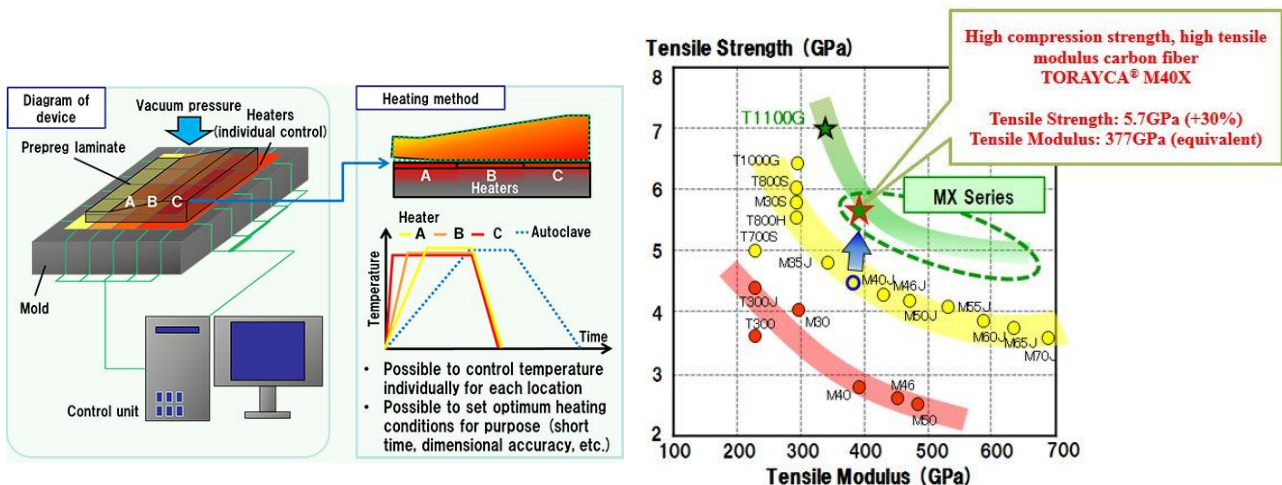 Diagram of
device
Vacuum pressure
Heaters
(individual control)
Prepreg laminate
A B C
Mold
Control unit
Heating method
A B C
Heaters
Heater
A B C Autoclave
Temperature
Time
• Possible to control temperature
individually for each location
• Possible to set optimum heating
conditions for purpose (short
time, dimensional accuracy, etc.)
Tensile Strength (GPa)
High compression strength, high tensile
modulus carbon fiber
TORAYCA® M40X
Tensile Strength: 5.7GPa (+30%)
Tensile Modulus: 377GPa (equivalent)
8
7
6
5
4
3
2
T1100G
T1000G
T800S
M30S
T800H
T700S
MX Series
M35J
M40J
M46J
M50J
M55J
M60J
M65J
M70J
T300J
T300
M30
M40
M46
M50
100 200 300 400 500 600 700
Tensile Modulus (GPa)